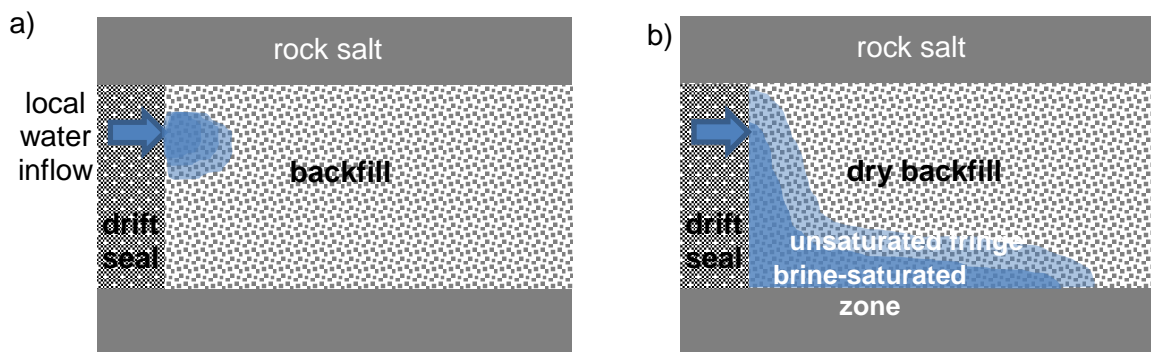 a)
rock salt
local
water
inflow
backfill
drift
seal
b)
rock salt
dry backfill
drift
seal
unsaturated fringe
brine-saturated
zone